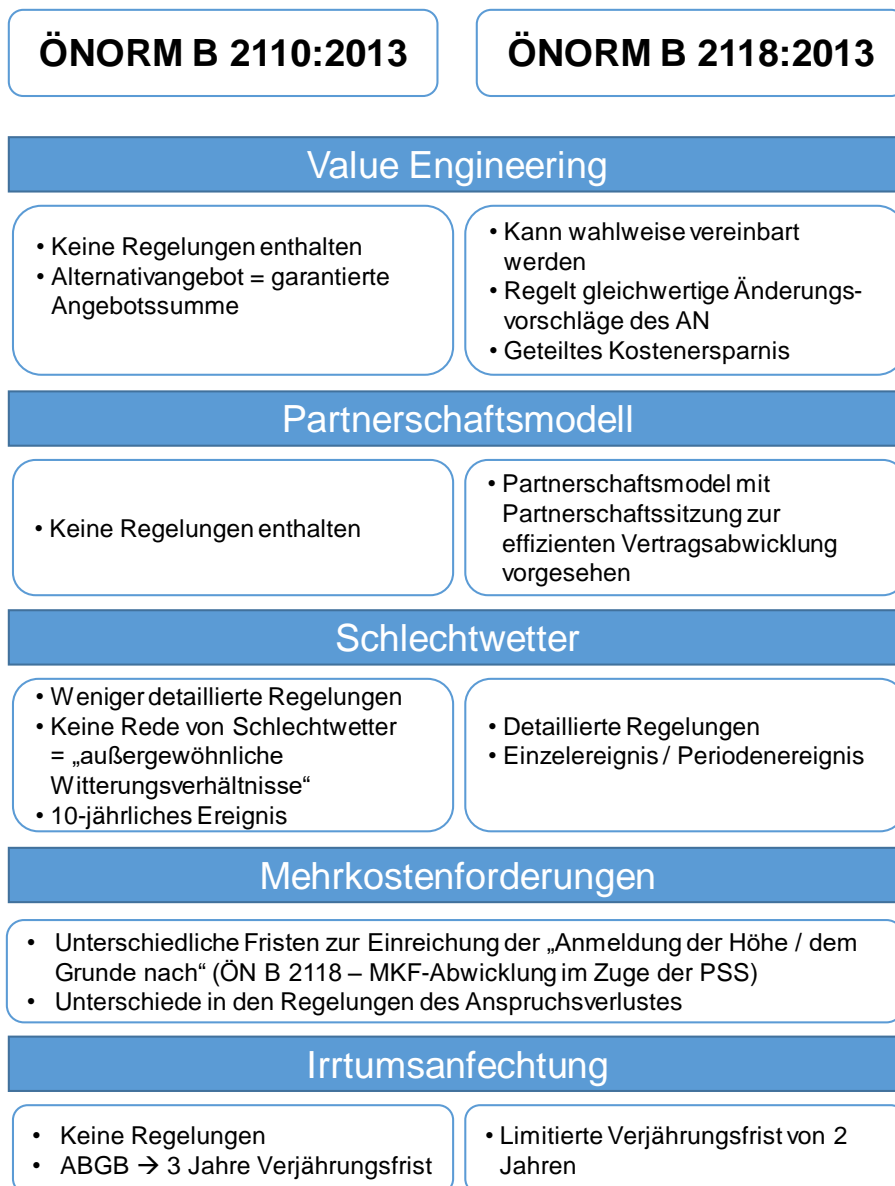 ÖNORM B 2110:2013
ÖNORM B 2118:2013
Value Engineering
• Keine Regelungen enthalten
• Alternativangebot = garantierte
Angebotssumme
• Kann wahlweise vereinbart
werden
• Regelt gleichwertige Änderungs-
vorschläge des AN
• Geteiltes Kostenersparnis
Partnerschaftsmodell
• Keine Regelungen enthalten
• Partnerschaftsmodel mit
Partnerschaftssitzung zur
effizienten Vertragsabwicklung
vorgesehen
Schlechtwetter
• Weniger detaillierte Regelungen
• Keine Rede von Schlechtwetter
= „außergewöhnliche
Witterungsverhältnisse“
• 10-jährliches Ereignis
• Detaillierte Regelungen
• Einzelereignis / Periodenereignis
Mehrkostenforderungen
• Unterschiedliche Fristen zur Einreichung der „Anmeldung der Höhe / dem
Grunde nach“ (ÖN B 2118 – MKF-Abwicklung im Zuge der PSS)
• Unterschiede in den Regelungen des Anspruchsverlustes
Irrtumsanfechtung
• Keine Regelungen
• ABGB → 3 Jahre Verjährungsfrist
• Limitierte Verjährungsfrist von 2
Jahren